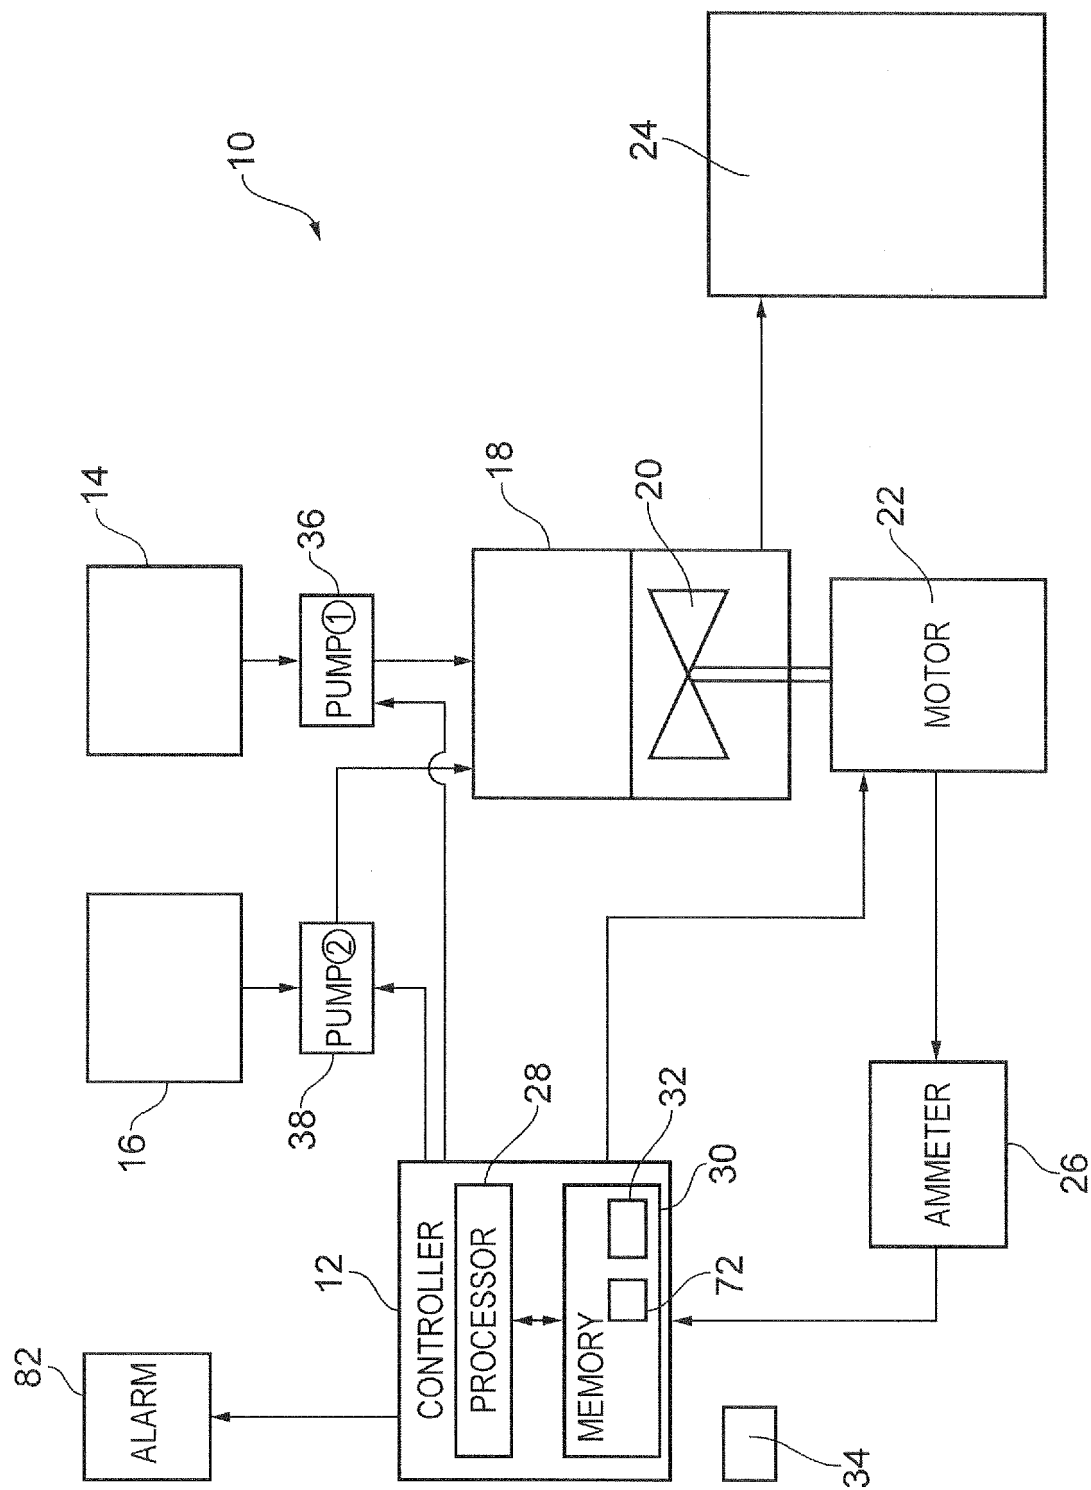 10
24
14
36
PUMP①
18
20
22
MOTOR
16
38
PUMP②
28
32
30
72
12
CONTROLLER
PROCESSOR
MEMORY
AMMETER
26
82
ALARM
34